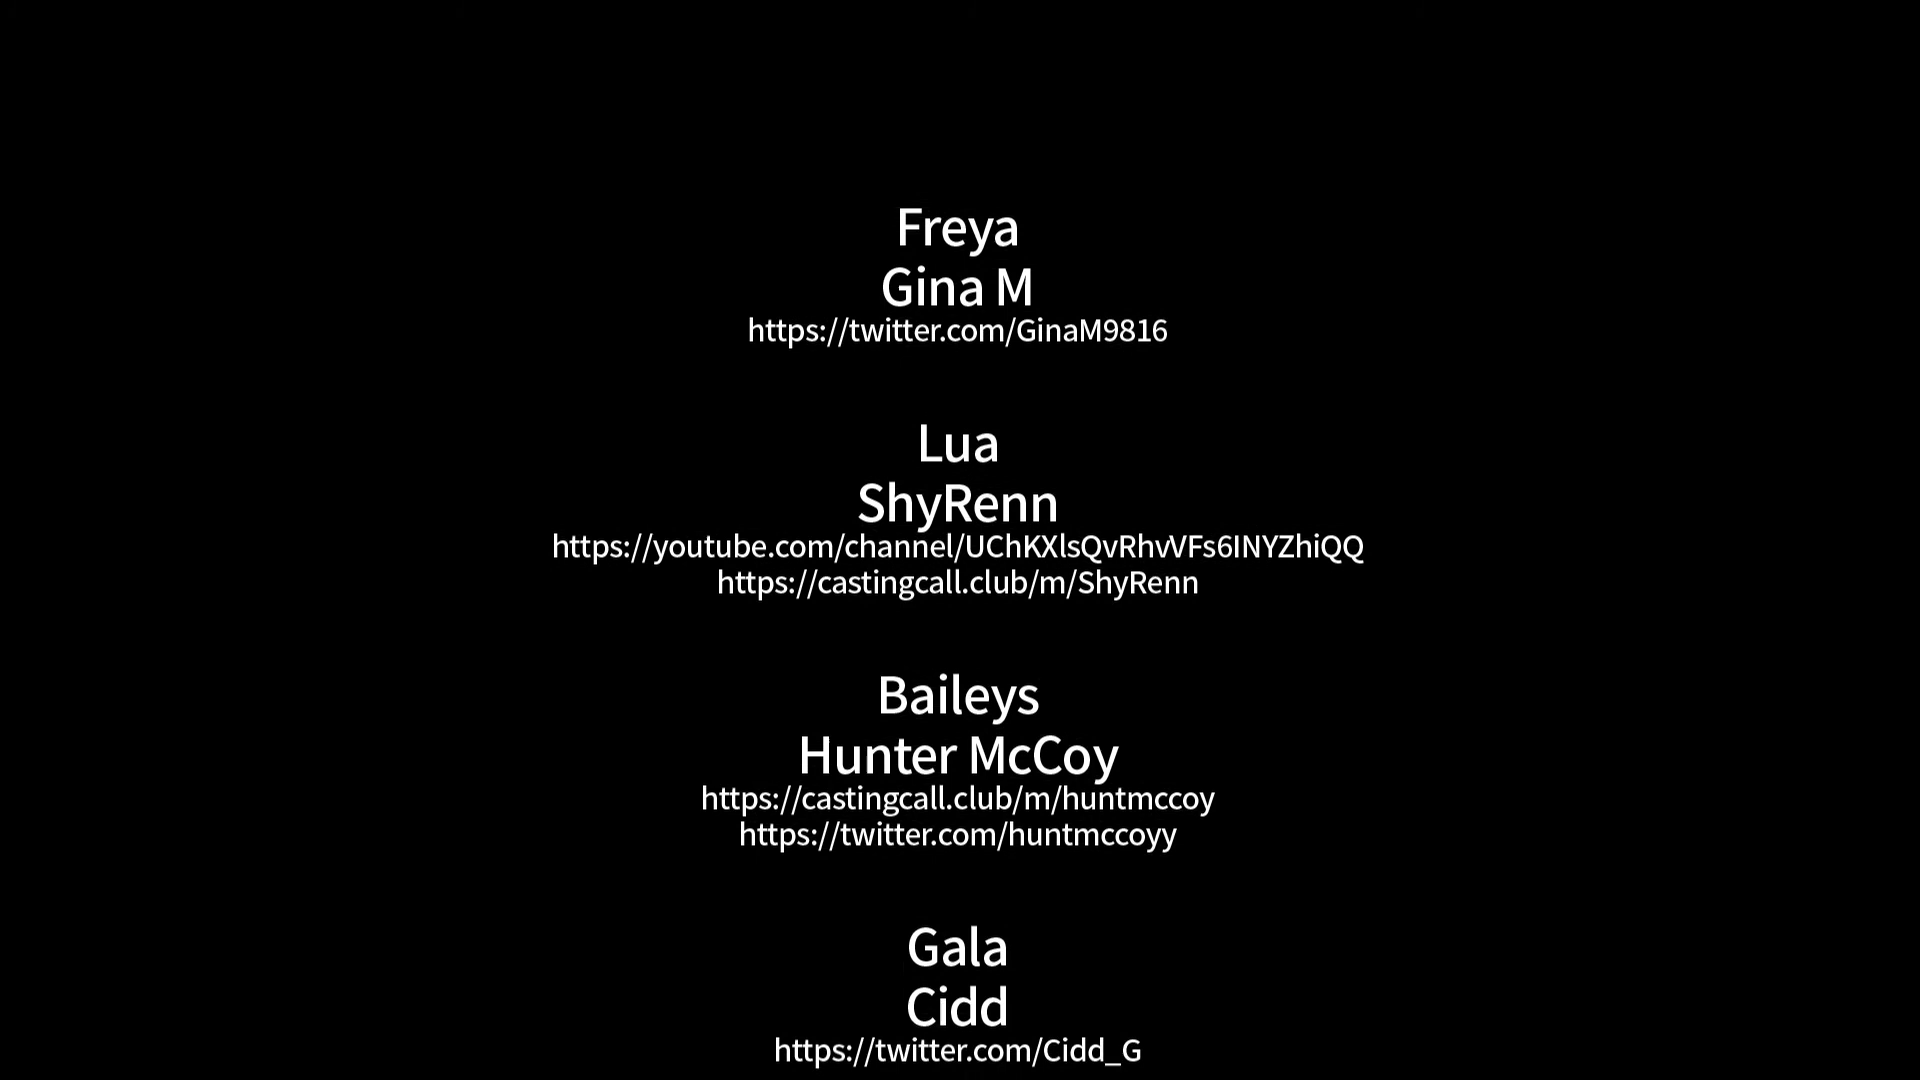 Freya
Gina M
https://twitter.com/GinaM9816
Lua
ShyRenn
https://youtube.com/channel/UChKXlsQvRhvVFs6INYZhiQQ
https://castingcall.club/m/ShyRenn
Baileys
Hunter McCoy
https://castingcall.club/m/huntmccoy
https://twitter.com/huntmccoyy
Gala
Cidd
https://twitter.com/Cidd_G